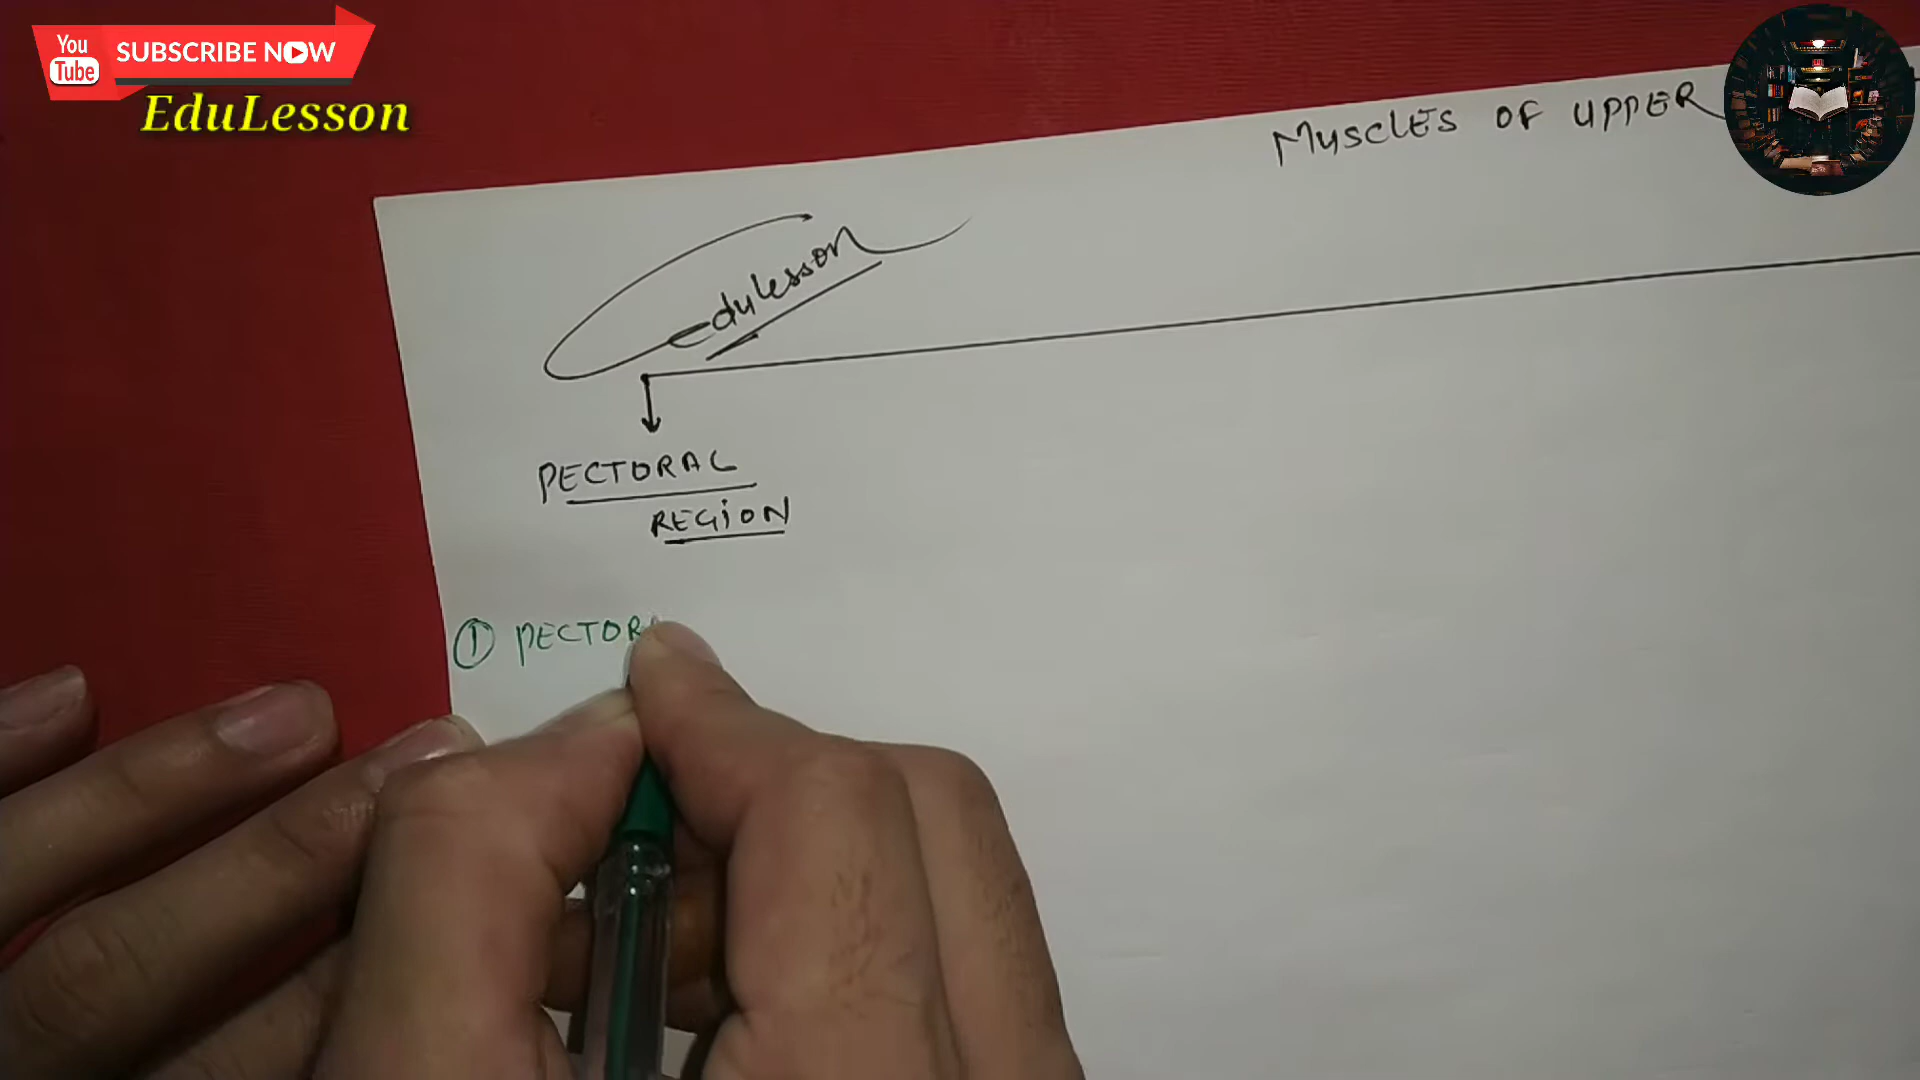 You
Tube
SUBSCRIBE NOW
EduLesson
MUSCLES OF UPPER
Edulesson
PECTORAL
REGION
① PECTOR